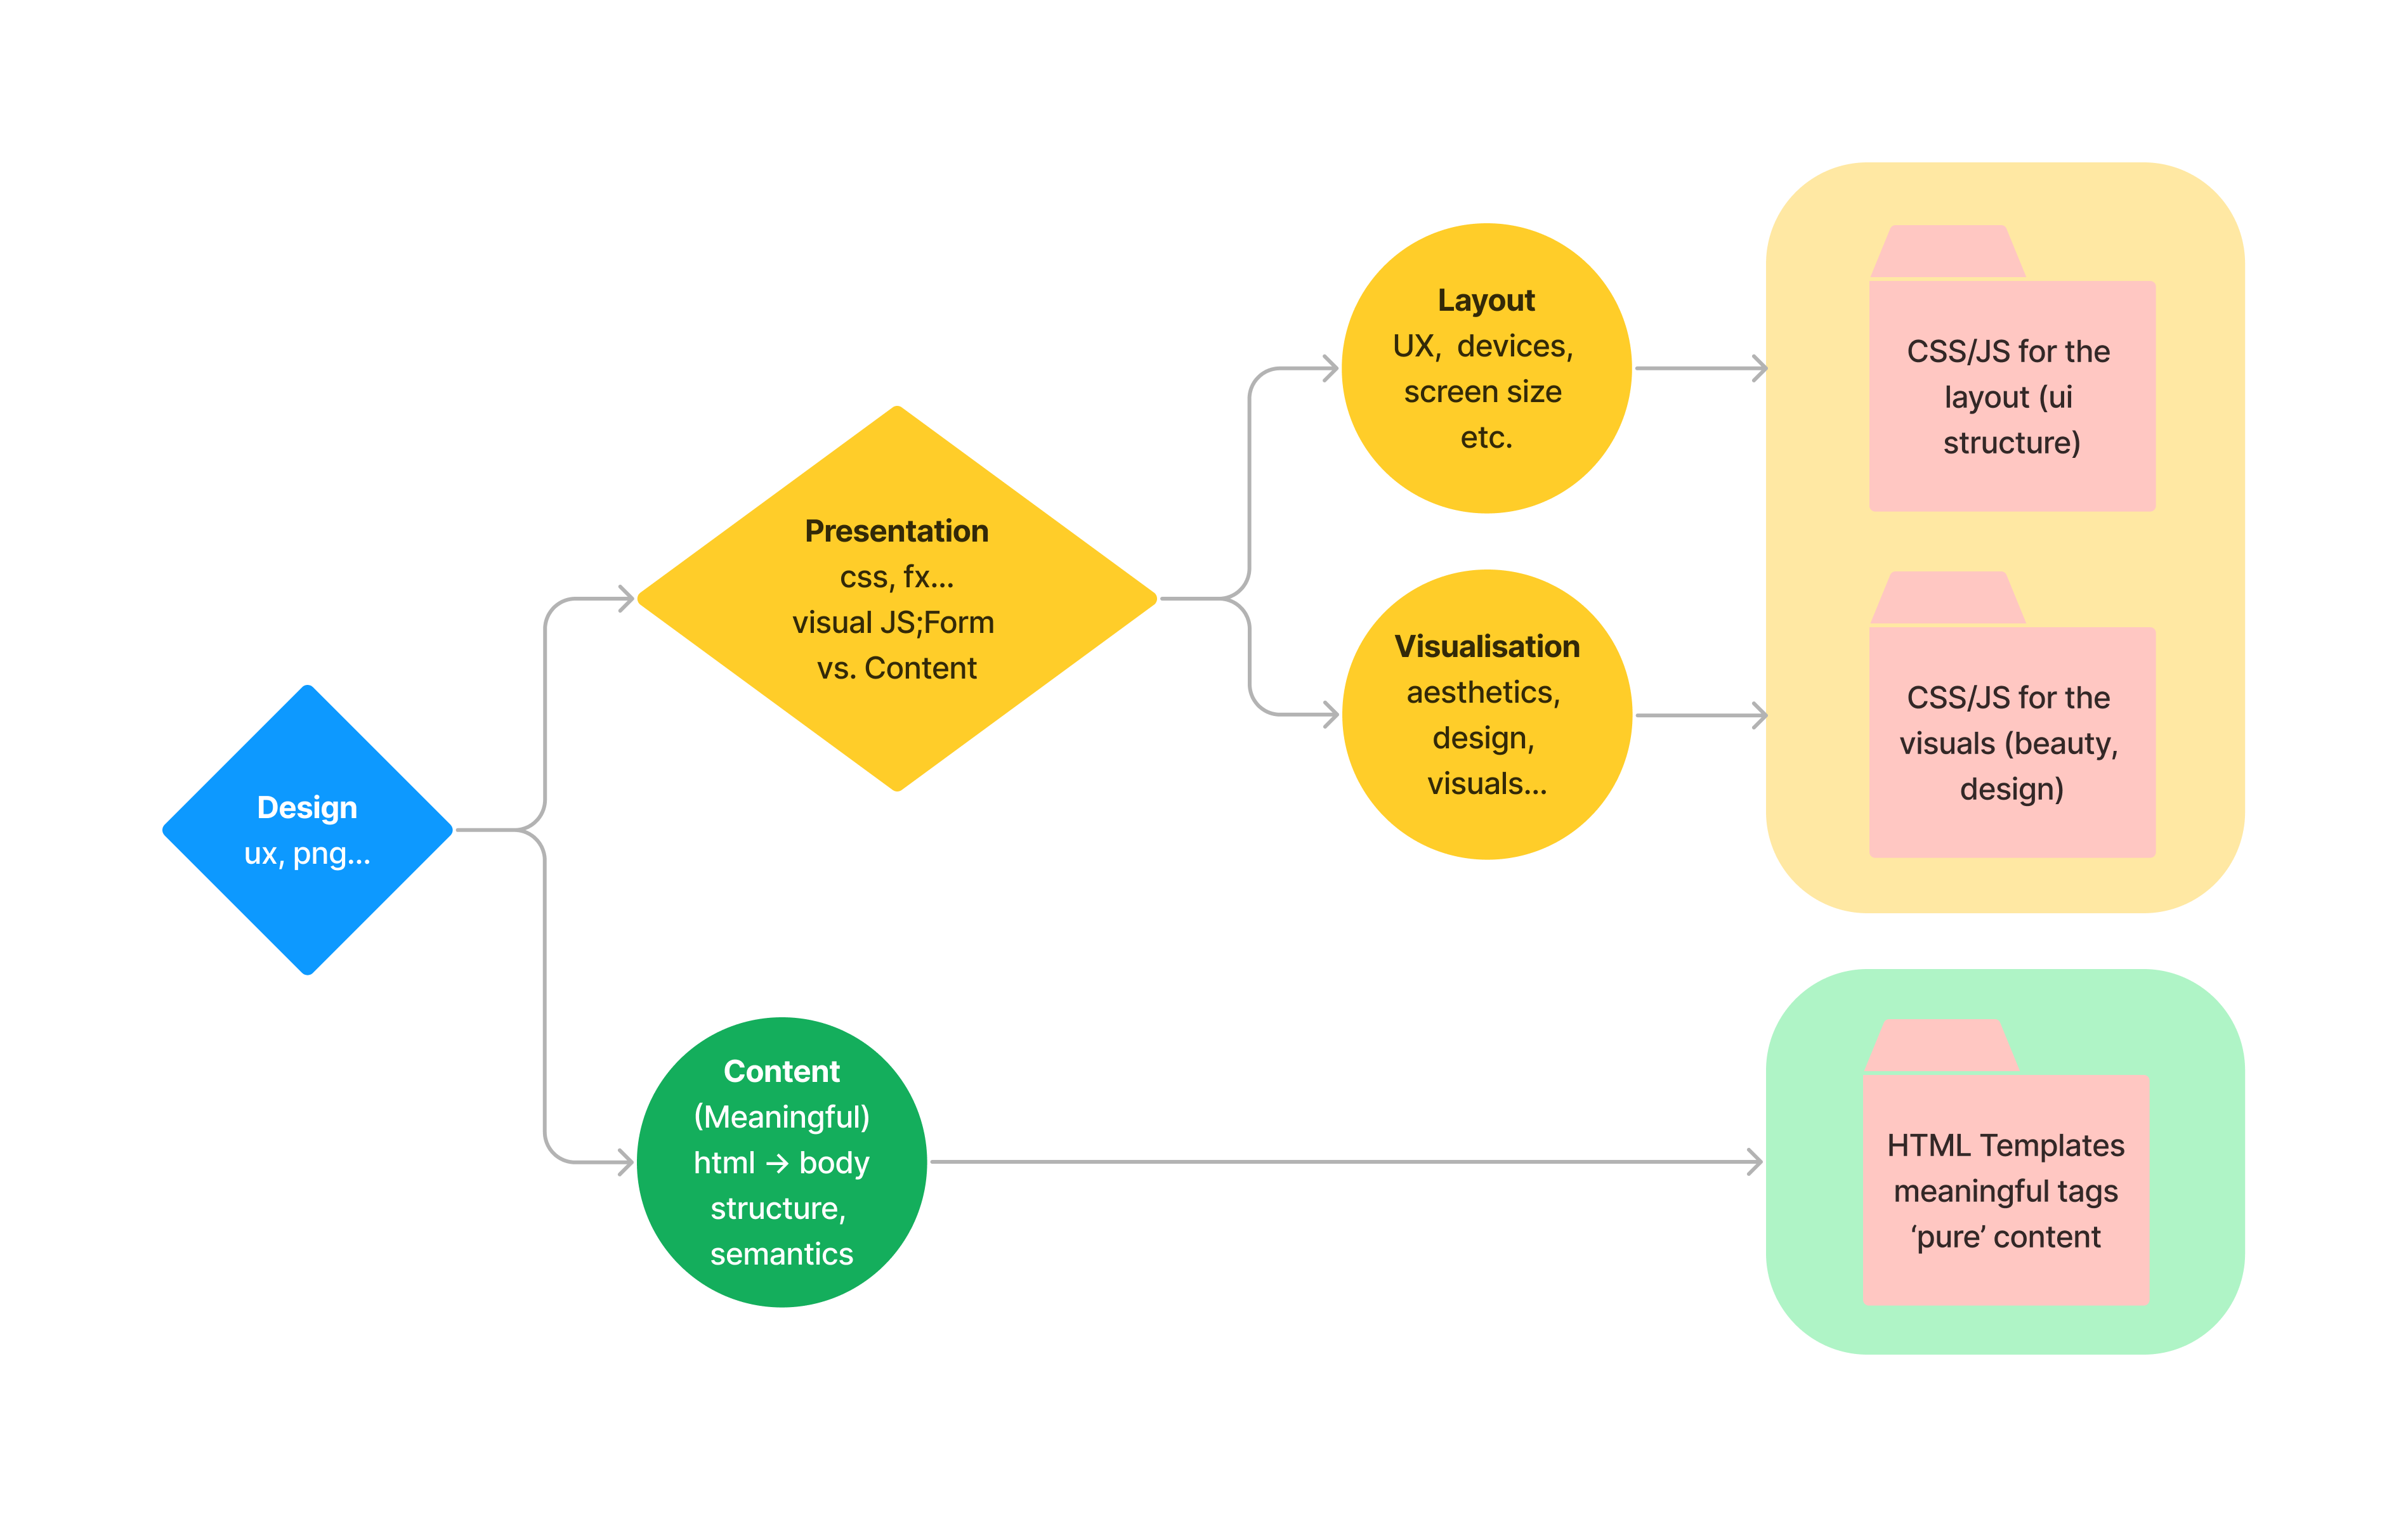 Design
ux, png...
Presentation
css, fx...
visual JS;Form
vs. Content
Content
(Meaningful)
html → body
structure,
semantics
Layout
UX,  devices,
screen size
etc.
Visualisation
aesthetics,
design,
visuals...
CSS/JS for the
layout (ui
structure)
CSS/JS for the
visuals (beauty,
design)
HTML Templates
meaningful tags
‘pure’ content